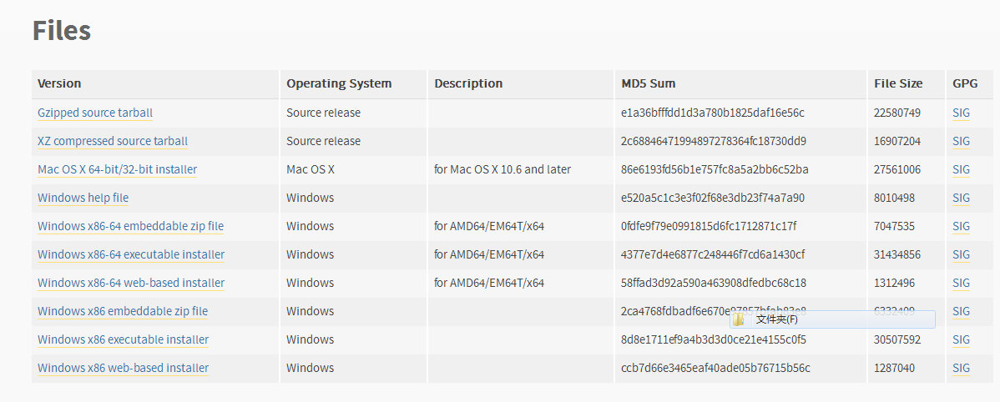 Files
Version Operating System Description MD5 Sum File Size GPG
Gzipped source tarball Source release e1a36bfffdd1d3a780b1825daf16e56c 22580749 SIG
XZ compressed source tarball Source release 2c68846471994897278364fc18730dd9 16907204 SIG
Mac OS X 64-bit/32-bit installer Mac OS X for Mac OS X 10.6 and later 86e6193fd56b1e757fc8a5a2bb6c52ba 27561006 SIG
Windows help file Windows e520a5c1c3e3f02f68e3db23f74a7a90 8010498 SIG
Windows x86-64 embeddable zip file Windows for AMD64/EM64T/x64 0fdfe9f79e0991815d6fc1712871c17f 7047535 SIG
Windows x86-64 executable installer Windows for AMD64/EM64T/x64 4377e7d4e6877c248446f7cd6a1430cf 31434856 SIG
Windows x86-64 web-based installer Windows for AMD64/EM64T/x64 58ffad3d92a590a463908dfedbc68c18 1312496 SIG
Windows x86 embeddable zip file Windows SIG
文件夹(F)
Windows x86 executable installer Windows 8d8e1711ef9a4b3d3d0ce21e4155c0f5 30507592 SIG
Windows x86 web-based installer Windows ccb7d66e3465eaf40ade05b76715b56c 1287040 SIG